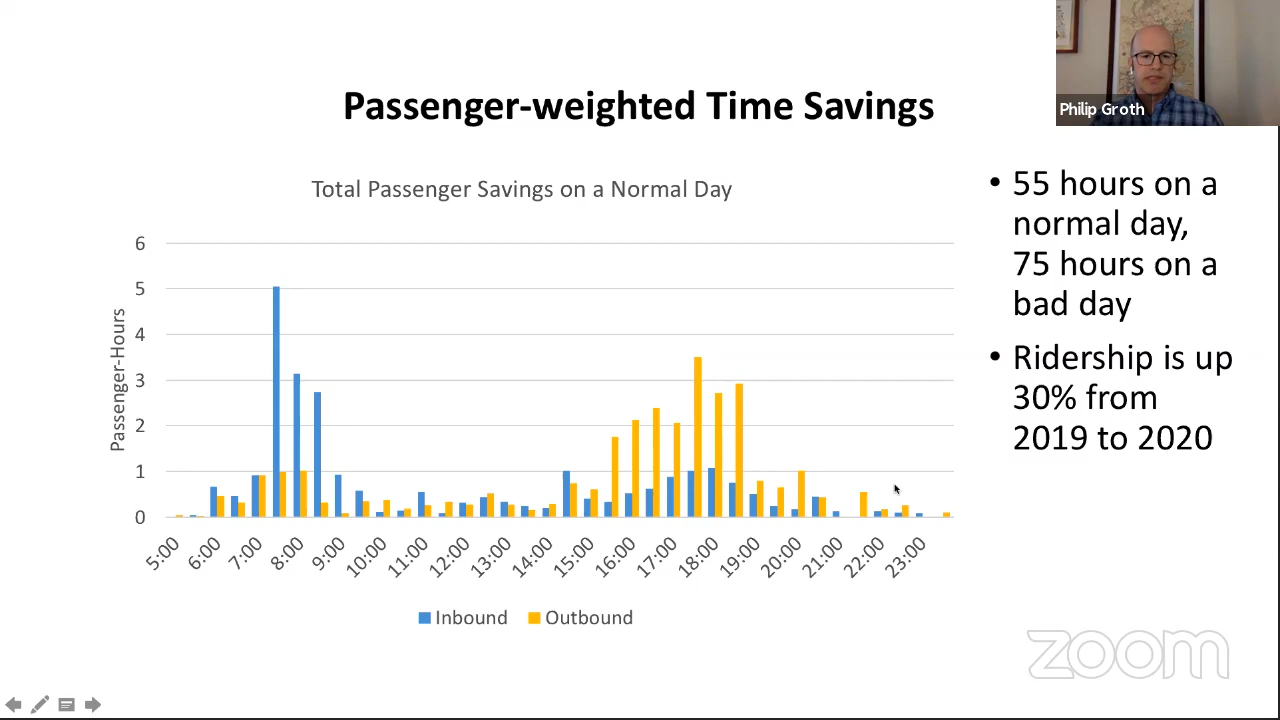 Passenger-weighted Time Savings
Philip Groth
Total Passenger Savings on a Normal Day
Passenger-Hours
6
5
4
3
2
1
0
5:00 6:00 7:00 8:00 9:00 10:00 11:00 12:00 13:00 14:00 15:00 16:00 17:00 18:00 19:00 20:00 21:00 22:00 23:00
Inbound Outbound
• 55 hours on a
normal day,
75 hours on a
bad day
• Ridership is up
30% from
2019 to 2020
zoom